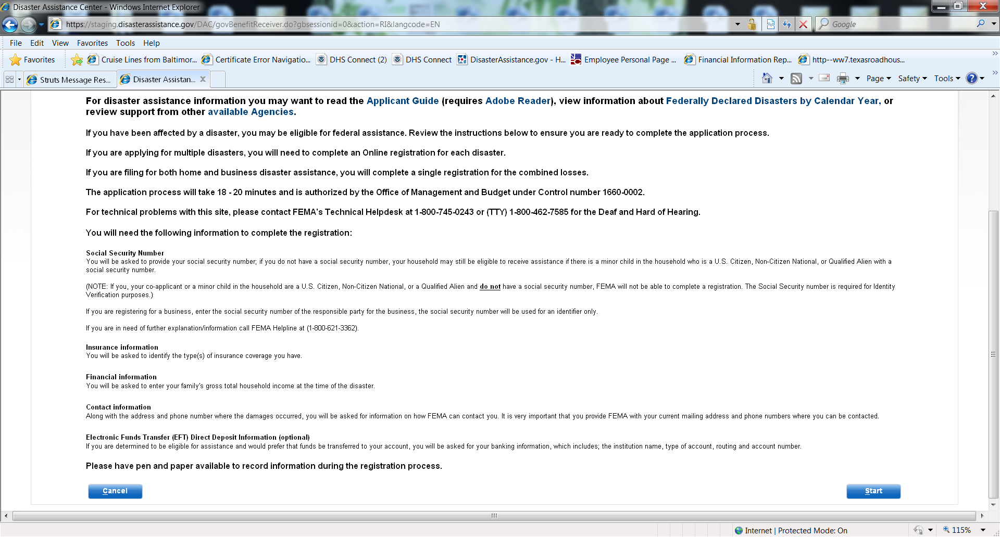 Disaster Assistance Center - Windows Internet Explorer
https://staging.disasterassistance.gov/DAC/govBenefitReceiver.do?gbsessionid=0&action=RI&langcode=EN
Google
File Edit View Favorites Tools Help
Favorites Cruise Lines from Baltimor... Certificate Error Navigatio... DHS Connect (2) DHS Connect DisasterAssistance.gov - H... Employee Personal Page ... Financial Information Rep... http--ww7.texasroadhous...
Struts Message Res... Disaster Assistan... Page Safety Tools
For disaster assistance information you may want to read the Applicant Guide (requires Adobe Reader), view information about Federally Declared Disasters by Calendar Year, or
review support from other available Agencies.
If you have been affected by a disaster, you may be eligible for federal assistance. Review the instructions below to ensure you are ready to complete the application process.
If you are applying for multiple disasters, you will need to complete an Online registration for each disaster.
If you are filing for both home and business disaster assistance, you will complete a single registration for the combined losses.
The application process will take 18 - 20 minutes and is authorized by the Office of Management and Budget under Control number 1660-0002.
For technical problems with this site, please contact FEMA's Technical Helpdesk at 1-800-745-0243 or (TTY) 1-800-462-7585 for the Deaf and Hard of Hearing.
You will need the following information to complete the registration:
Social Security Number
You will be asked to provide your social security number; if you do not have a social security number, your household may still be eligible to receive assistance if there is a minor child in the household who is a U.S. Citizen, Non-Citizen National, or Qualified Alien with a
social security number.
(NOTE: If you, your co-applicant or a minor child in the household are a U.S. Citizen, Non-Citizen National, or a Qualified Alien and do not have a social security number, FEMA will not be able to complete a registration. The Social Security number is required for Identity
Verification purposes.)
If you are registering for a business, enter the social security number of the responsible party for the business, the social security number will be used for an identifier only.
If you are in need of further explanation/information call FEMA Helpline at (1-800-621-3362).
Insurance information
You will be asked to identify the type(s) of insurance coverage you have.
Financial information
You will be asked to enter your family's gross total household income at the time of the disaster.
Contact information
Along with the address and phone number where the damages occurred, you will be asked for information on how FEMA can contact you. It is very important that you provide FEMA with your current mailing address and phone numbers where you can be contacted.
Electronic Funds Transfer (EFT) Direct Deposit Information (optional)
If you are determined to be eligible for assistance and would prefer that funds be transferred to your account, you will be asked for your banking information, which includes; the institution name, type of account, routing and account number.
Please have pen and paper available to record information during the registration process.
Cancel Start
Internet | Protected Mode: On 115%